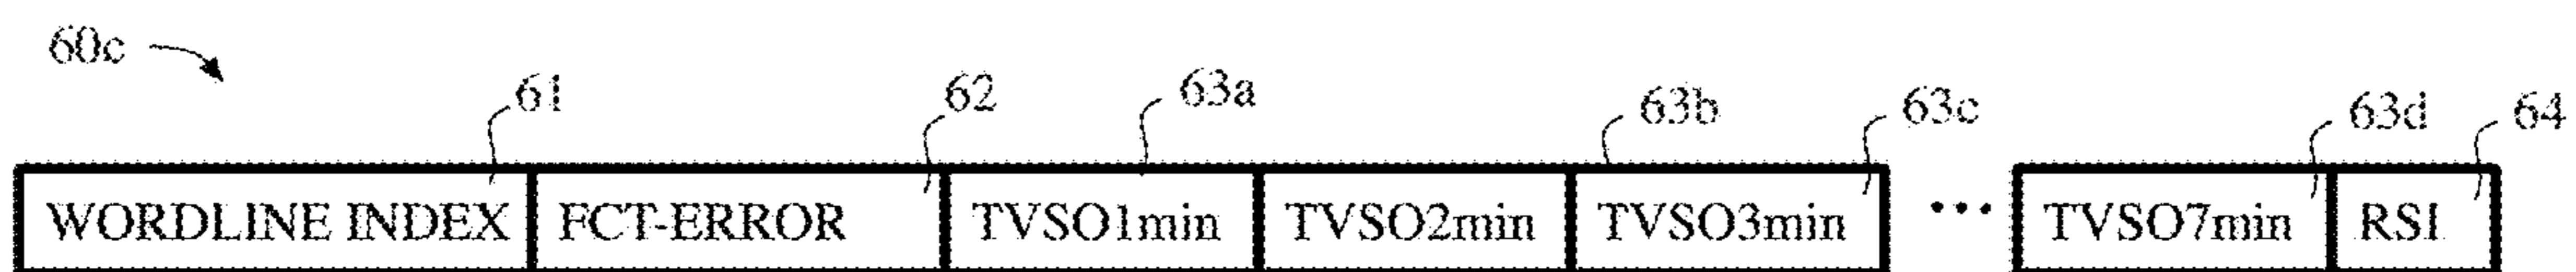 60c
61 62 63a 63b 63c 63d 64
WORDLINE INDEX FCT-ERROR TVSO1min TVSO2min TVSO3min ... TVSO7min RSI